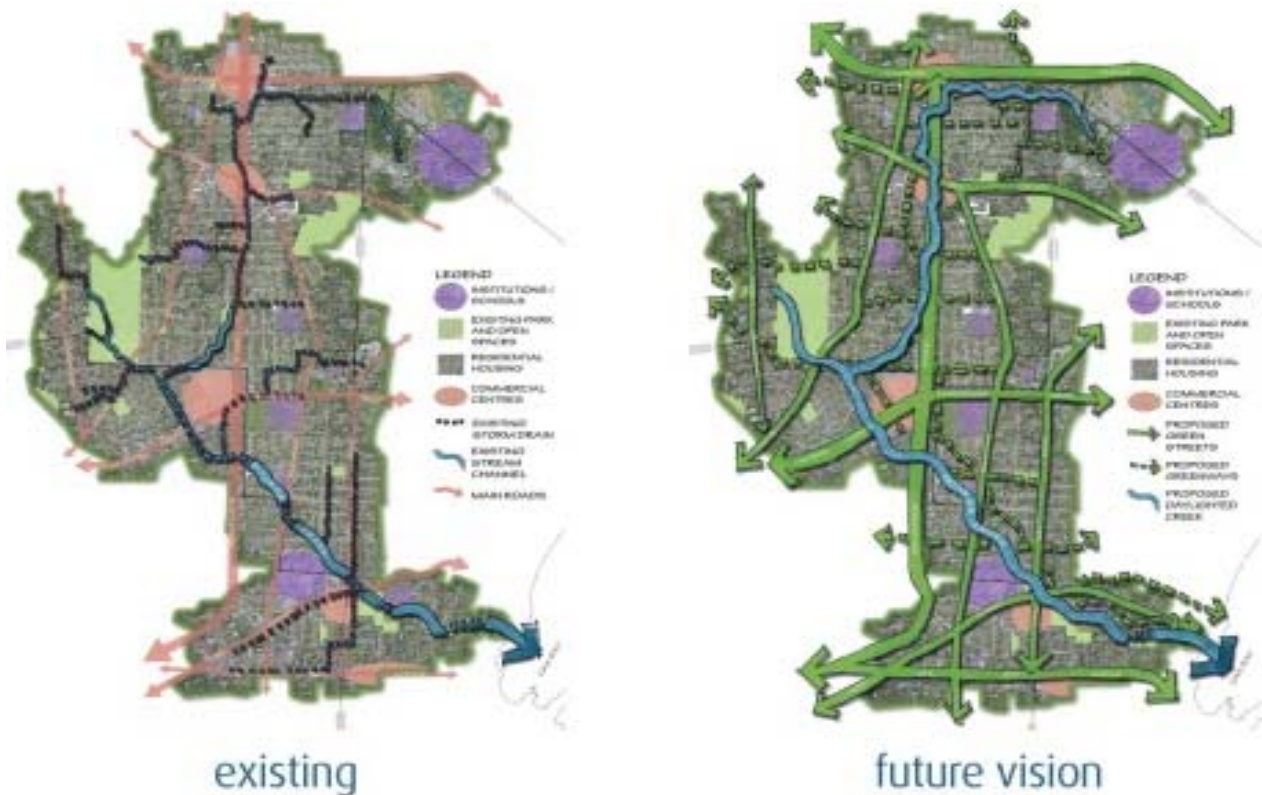 LEGEND
INSTITUTIONS /
SCHOOLS
EXISTING PARK
AND OPEN
SPACES
RESIDENTIAL
HOUSING
COMMERCIAL
CENTRES
EXISTING
STORM DRAIN
EXISTING
STREAM
CHANNEL
MAIN ROADS
existing
LEGEND
INSTITUTIONS /
SCHOOLS
EXISTING PARK
AND OPEN
SPACES
RESIDENTIAL
HOUSING
COMMERCIAL
CENTRES
PROPOSED
GREEN
STREETS
PROPOSED
GREENWAYS
PROPOSED
DAYLIGHTED
CREEK
future vision